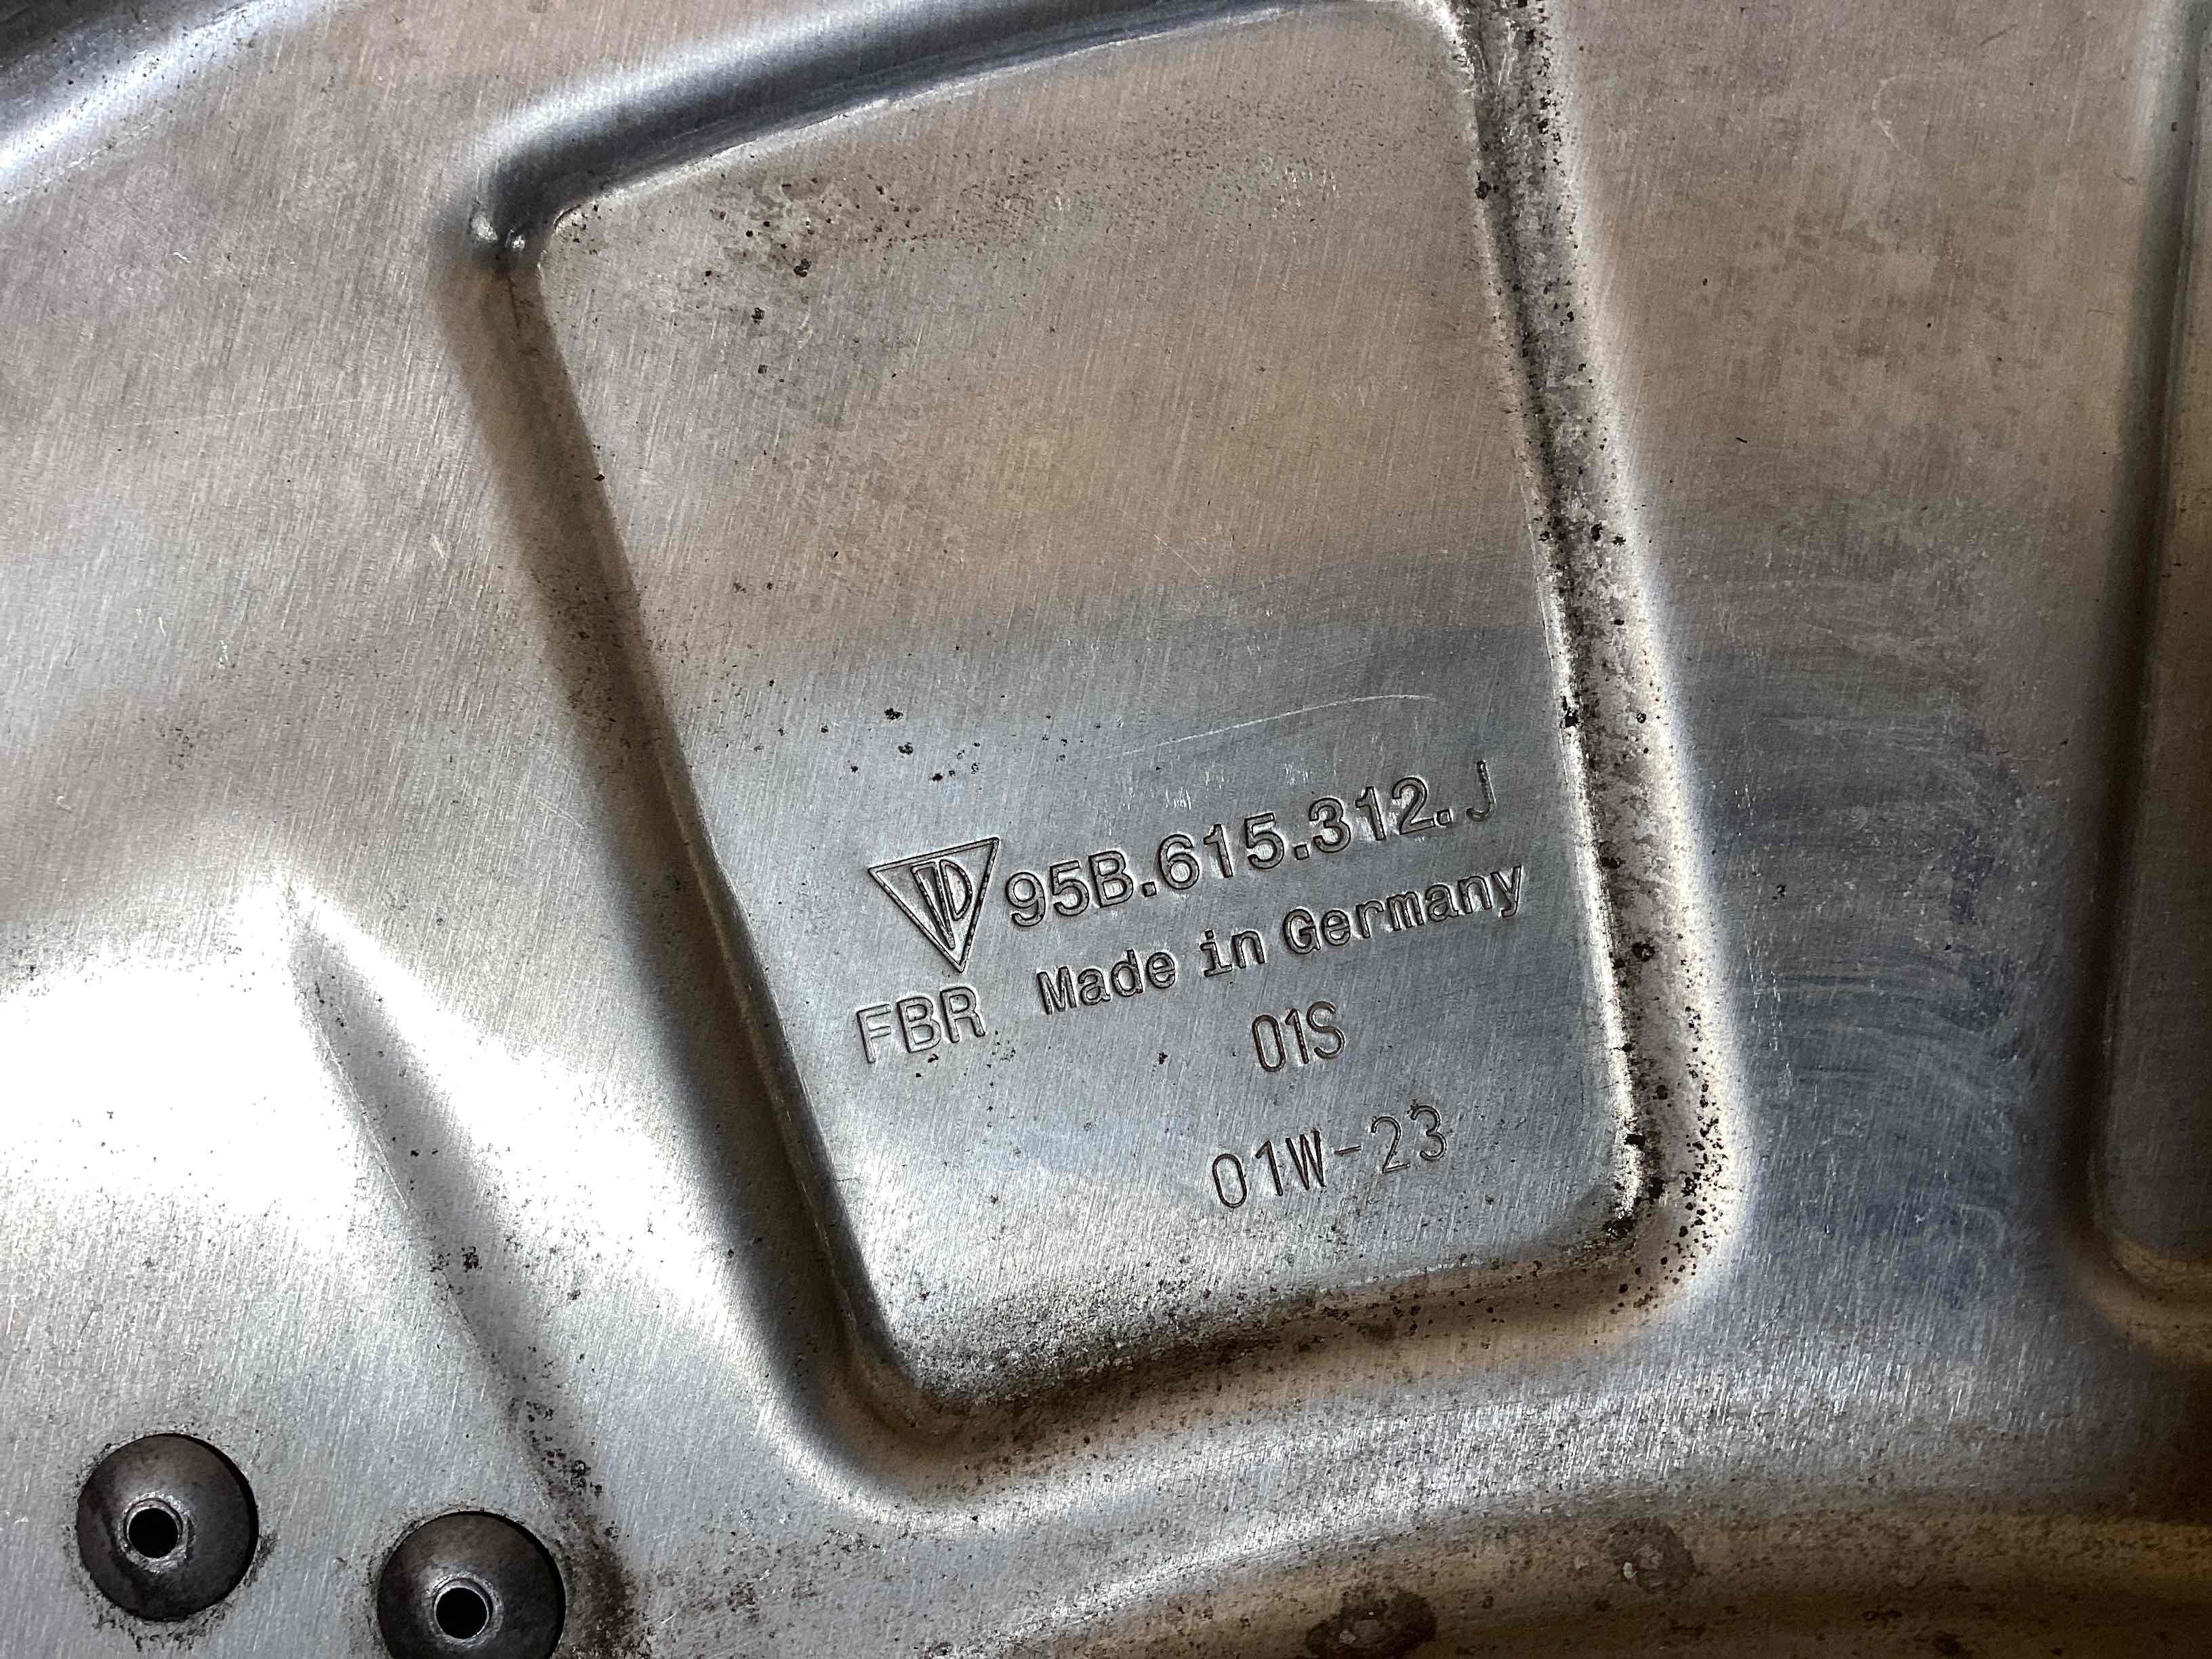 95B.615.312.J
Made in Germany
FBR
01S
01W-23